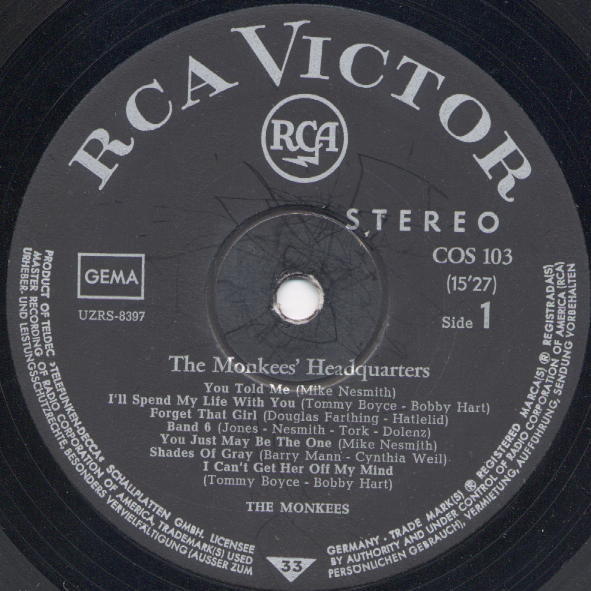 RCA VICTOR
RCA
STEREO
COS 103
(15'27)
Side 1
GEMA
UZRS-8397
The Monkees' Headquarters
You Told Me (Mike Nesmith)
I'll Spend My Life With You (Tommy Boyce - Bobby Hart)
Forget That Girl (Douglas Farthing - Hatlelid)
Band 6 (Jones - Nesmith - Tork - Dolenz)
You Just May Be The One (Mike Nesmith)
Shades Of Gray (Barry Mann - Cynthia Weil)
I Can't Get Her Off My Mind
(Tommy Boyce - Bobby Hart)
THE MONKEES
PRODUCT OF TELDEC »TELEFUNKEN-DECCA« SCHALLPLATTEN GMBH. LICENSEE
MASTER RECORDING OF RADIO CORPORATION OF AMERICA, TRADEMARK(S) USED
URHEBER- UND LEISTUNGSSCHUTZRECHTE BESONDERS VERVIELFÄLTIGUNG (AUSSER ZUM
33
GERMANY · TRADE MARK(S) ® REGISTERED · MARCA(S) ® REGISTRADA(S)
BY AUTHORITY AND UNDER CONTROL OF RADIO CORPORATION OF AMERICA (RCA)
PERSÖNLICHEN GEBRAUCH), VERMIETUNG, AUFFÜHRUNG, SENDUNG VORBEHALTEN